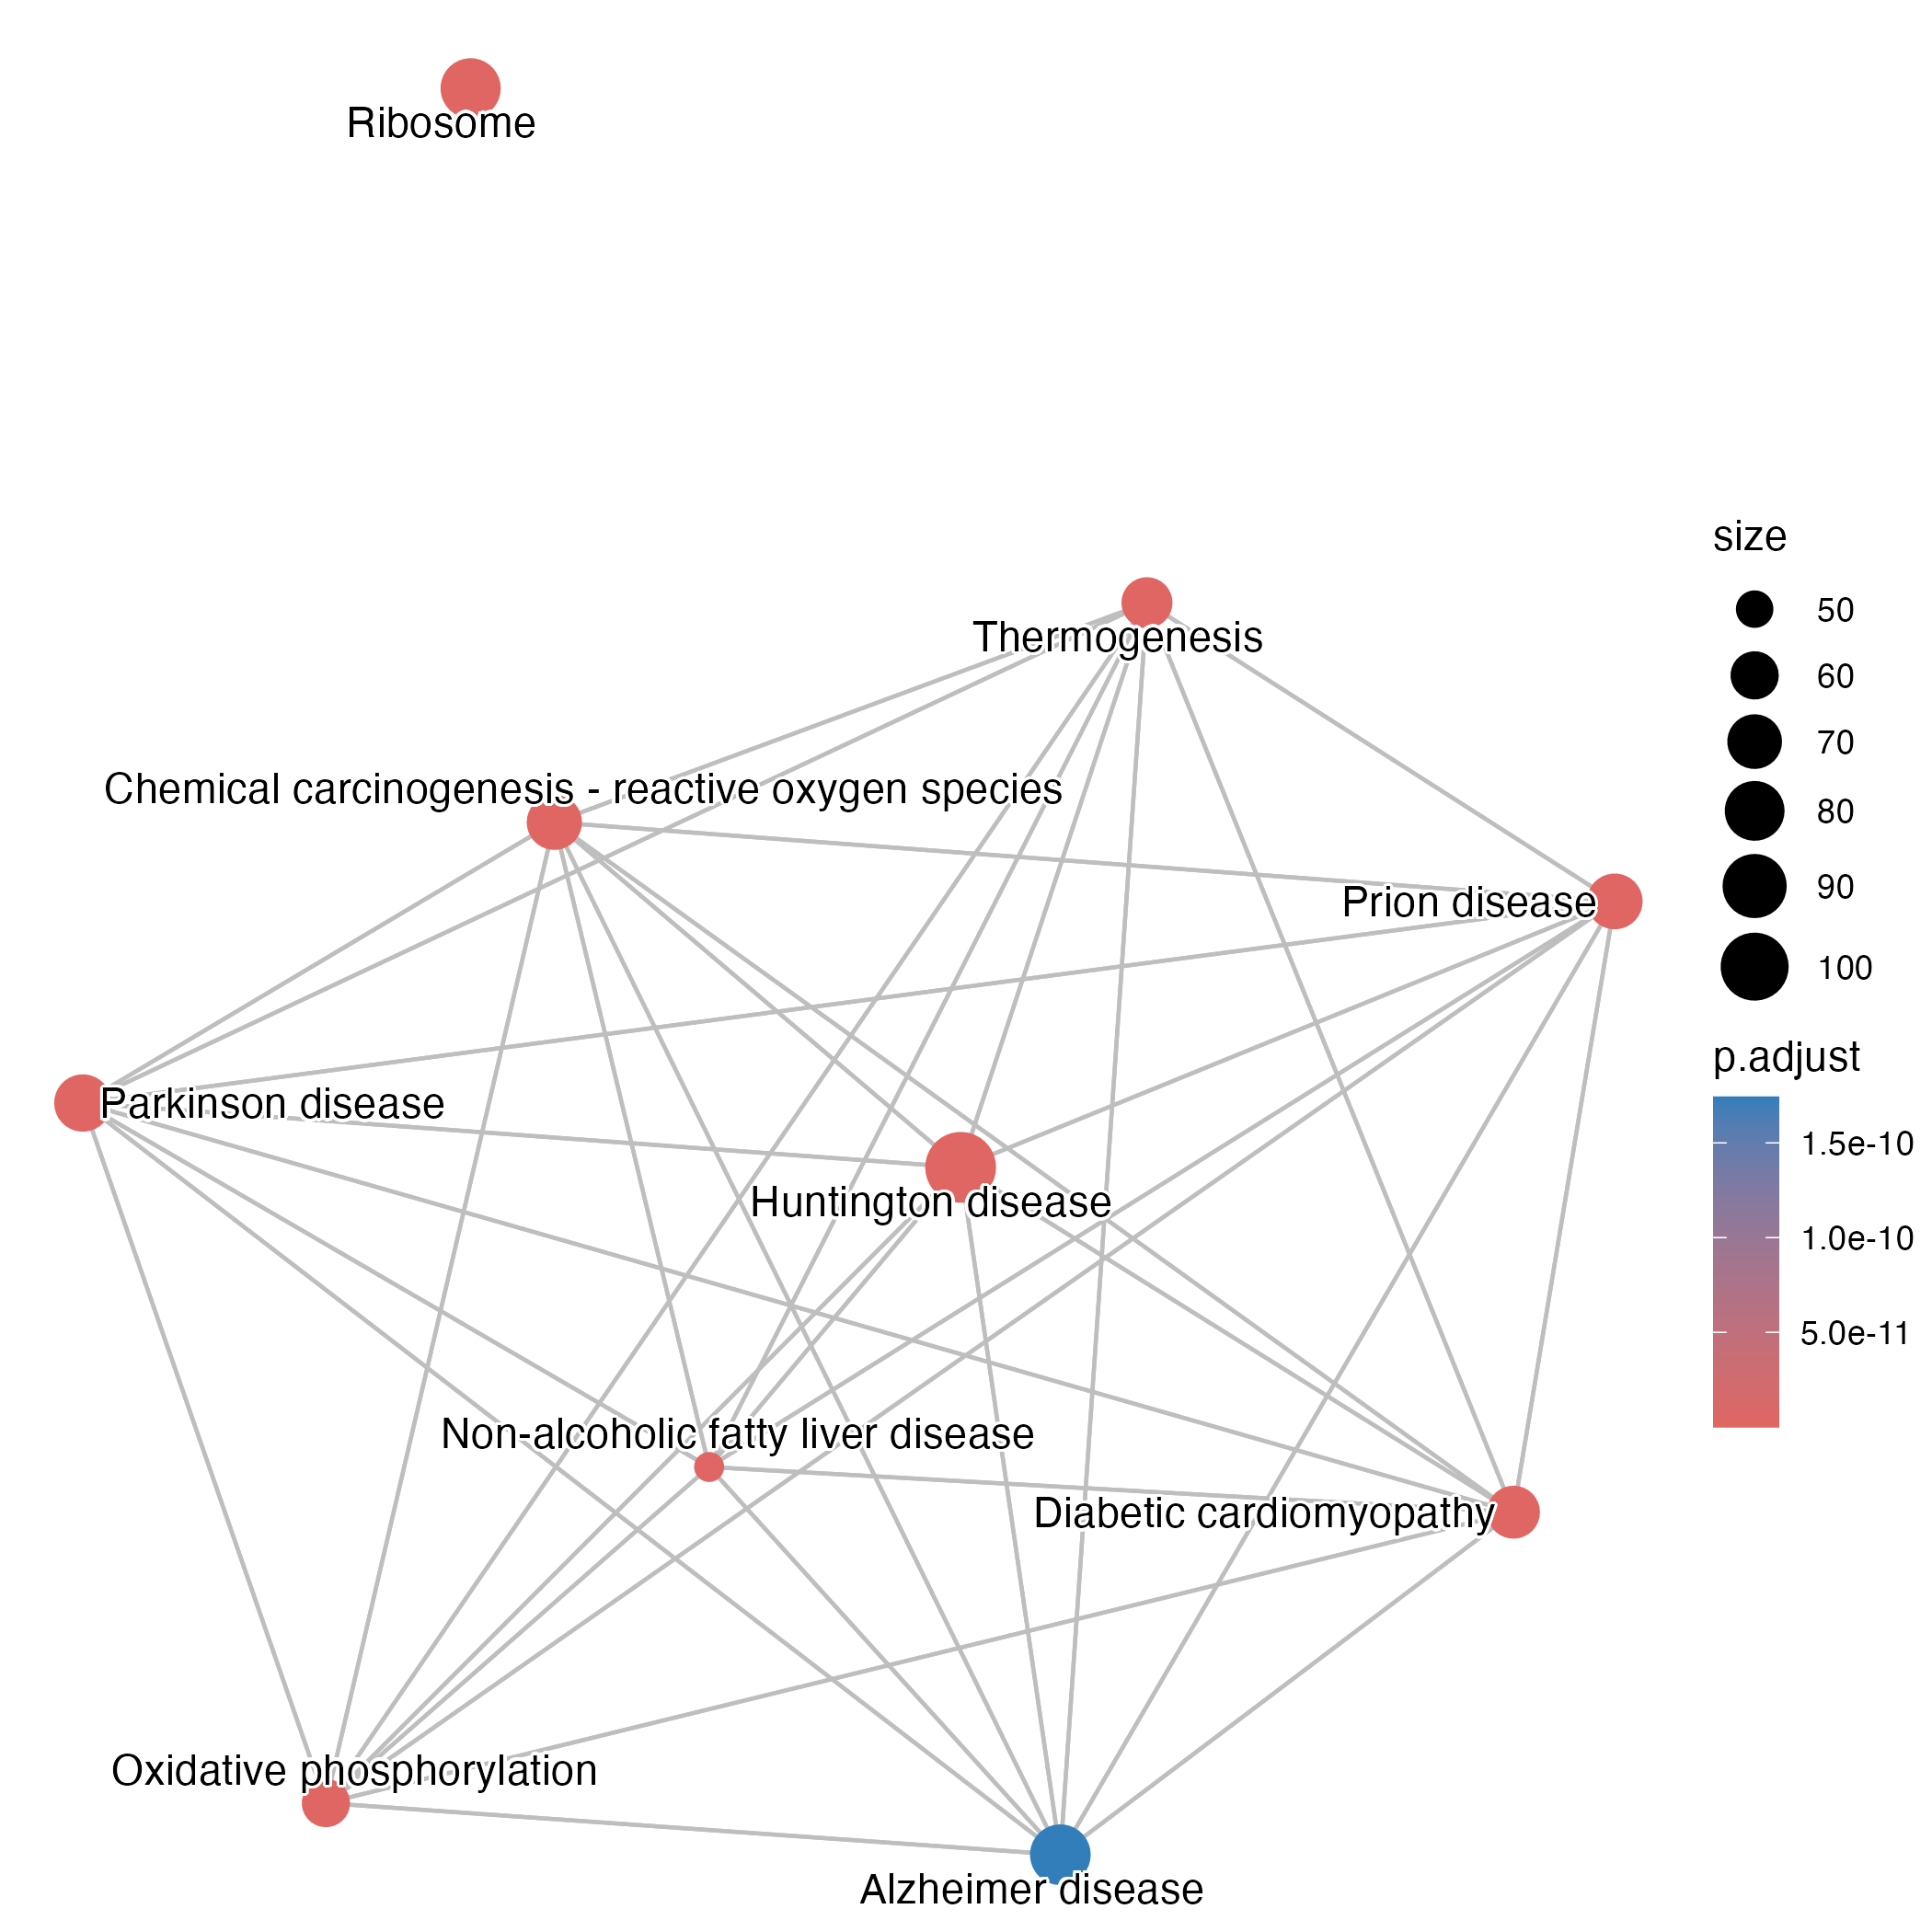 Ribosome
size
50
Thermogenesis
60
70
Chemical carcinogenesis - reactive oxygen species
80
90
Prion disease
100
p.adjust
Parkinson disease
1.5e-10
Huntington disease
1.0e-10
5.0e-11
Non-alcoholic fatty liver disease
Diabetic cardiomyopathy
Oxidative phosphorylation
Alzheimer disease